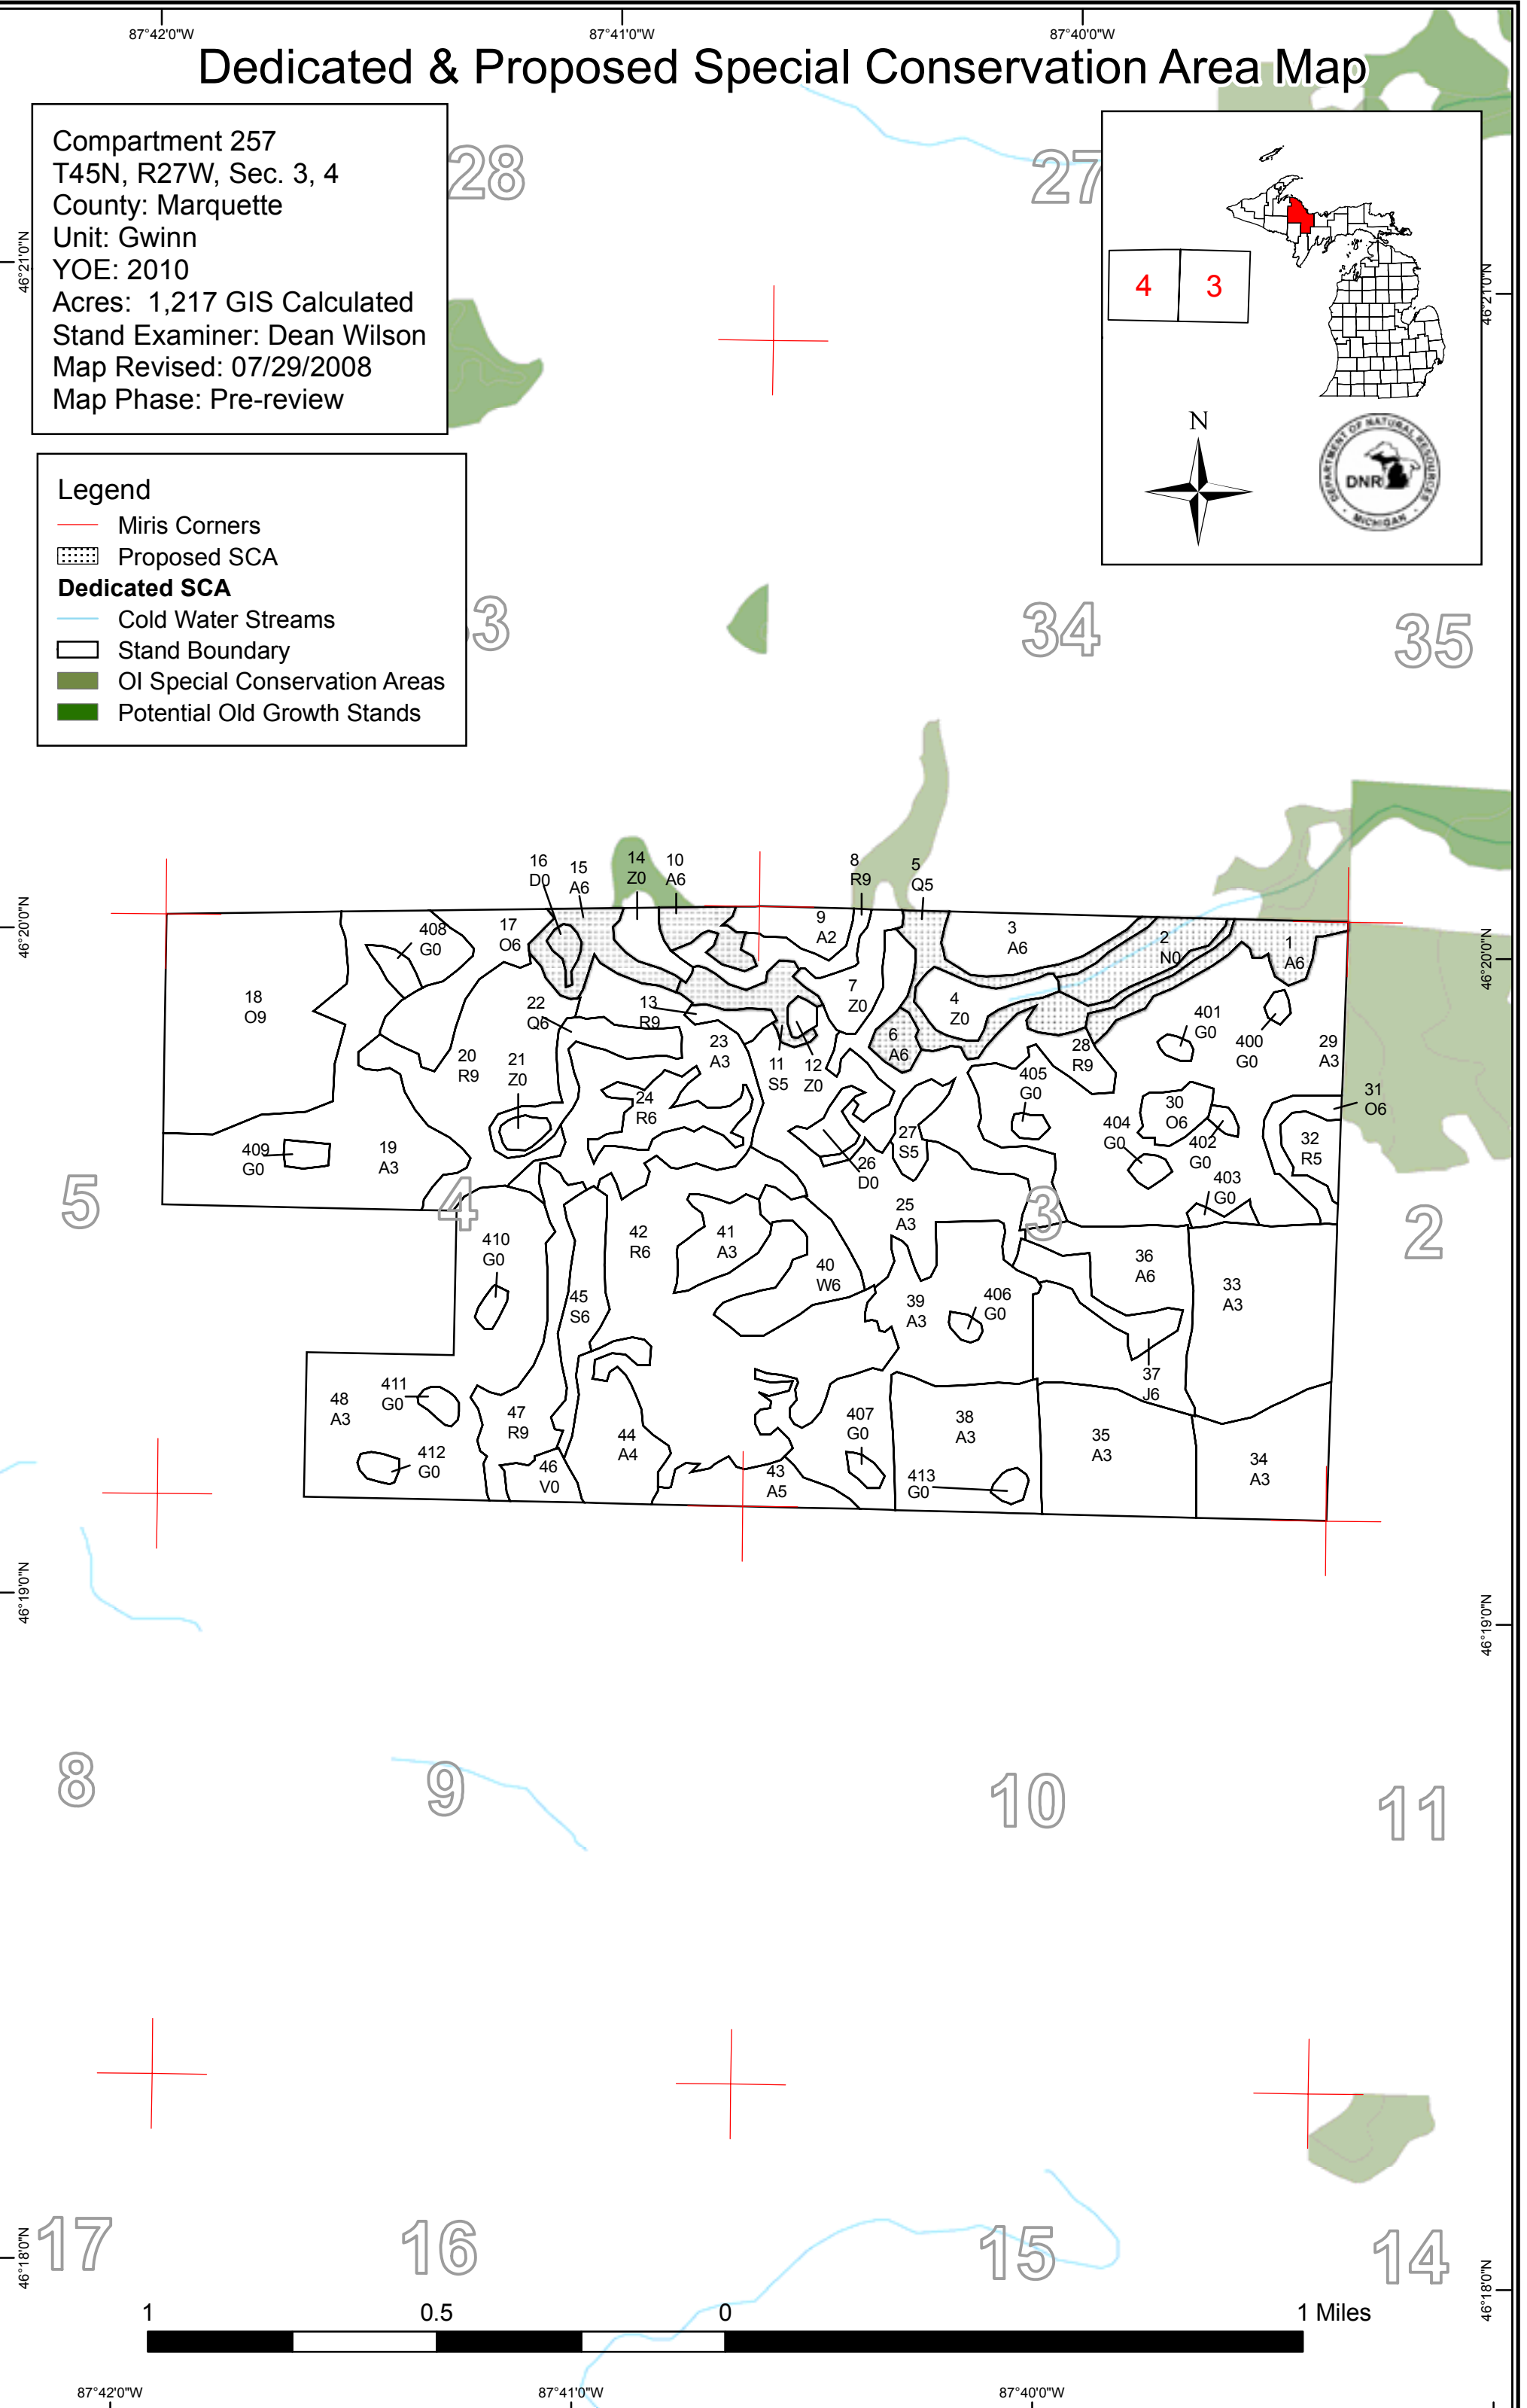 87°42'0"W
87°41'0"W
87°40'0"W
Dedicated & Proposed Special Conservation Area Map
Compartment 257
T45N, R27W, Sec. 3, 4
County: Marquette
Unit: Gwinn
YOE: 2010
Acres: 1,217 GIS Calculated
Stand Examiner: Dean Wilson
Map Revised: 07/29/2008
Map Phase: Pre-review
28
27
46°21'0"N
46°21'0"N
4
3
N
DEPARTMENT OF NATURAL RESOURCES
DNR
MICHIGAN
Legend
Miris Corners
Proposed SCA
Dedicated SCA
Cold Water Streams
Stand Boundary
OI Special Conservation Areas
Potential Old Growth Stands
3
34
35
46°20'0"N
46°20'0"N
16
D0
15
A6
14
Z0
10
A6
8
R9
5
Q5
408
G0
17
O6
9
A2
3
A6
2
N0
1
A6
18
O9
22
Q6
13
R9
7
Z0
4
Z0
401
G0
400
G0
29
A3
20
R9
21
Z0
23
A3
11
S5
12
Z0
6
A6
28
R9
405
G0
31
O6
24
R6
30
O6
404
G0
402
G0
32
R5
409
G0
19
A3
27
S5
26
D0
403
G0
5
4
25
A3
3
2
410
G0
42
R6
41
A3
40
W6
36
A6
33
A3
45
S6
39
A3
406
G0
37
J6
48
A3
411
G0
47
R9
407
G0
38
A3
35
A3
412
G0
44
A4
46
V0
43
A5
413
G0
34
A3
46°19'0"N
46°19'0"N
8
9
10
11
17
16
15
14
46°18'0"N
46°18'0"N
1
0.5
0
1 Miles
87°42'0"W
87°41'0"W
87°40'0"W